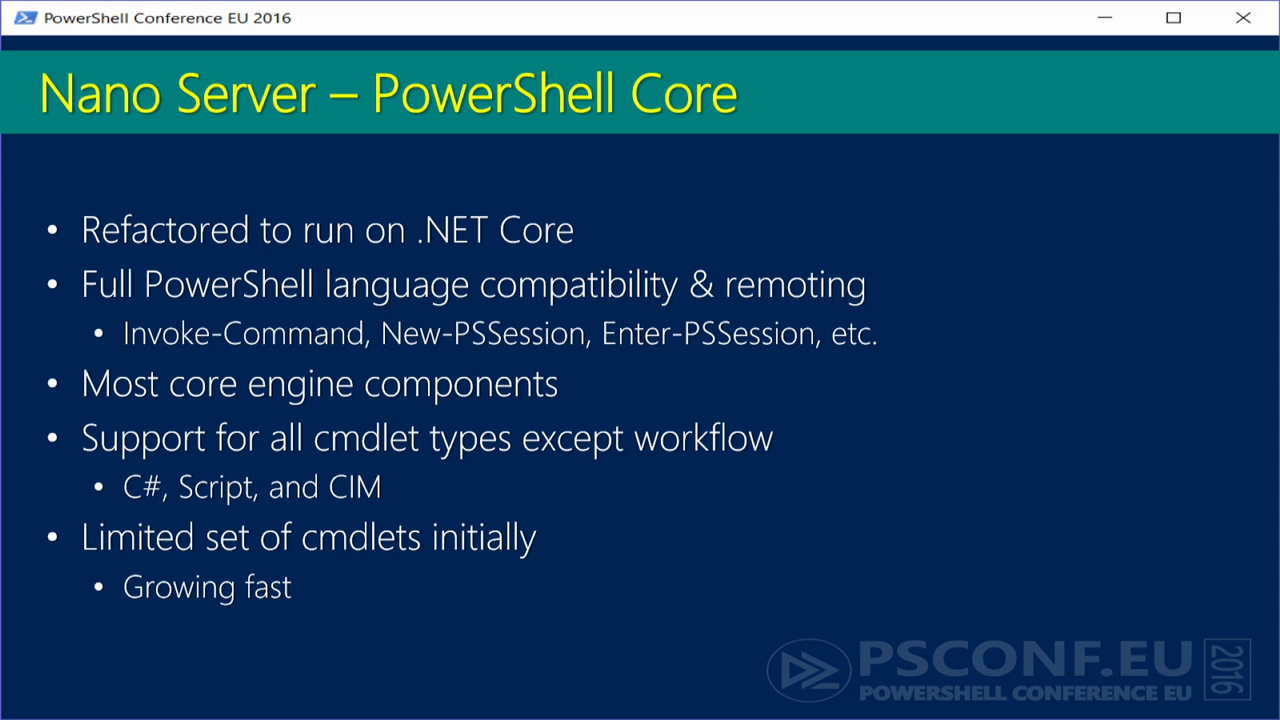 PowerShell Conference EU 2016
Nano Server – PowerShell Core
• Refactored to run on .NET Core
• Full PowerShell language compatibility & remoting
• Invoke-Command, New-PSSession, Enter-PSSession, etc.
• Most core engine components
• Support for all cmdlet types except workflow
• C#, Script, and CIM
• Limited set of cmdlets initially
• Growing fast
PSCONF.EU
POWERSHELL CONFERENCE EU
2016